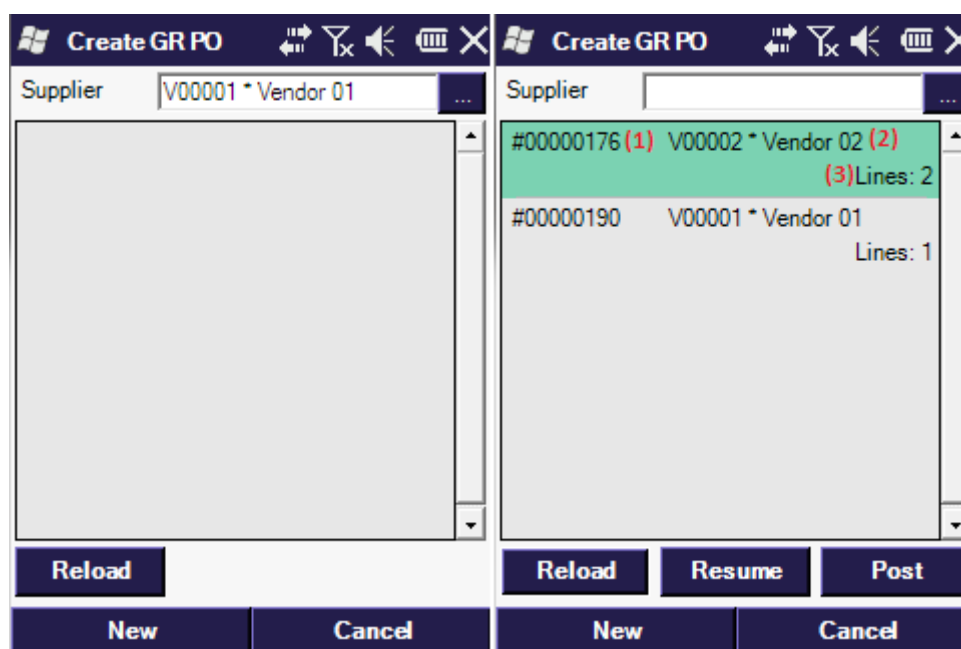 Create GR PO
Supplier V00001 * Vendor 01 ...
Reload
New Cancel
Create GR PO
Supplier ...
#00000176 (1) V00002 * Vendor 02 (2)
(3)Lines: 2
#00000190 V00001 * Vendor 01
Lines: 1
Reload Resume Post
New Cancel